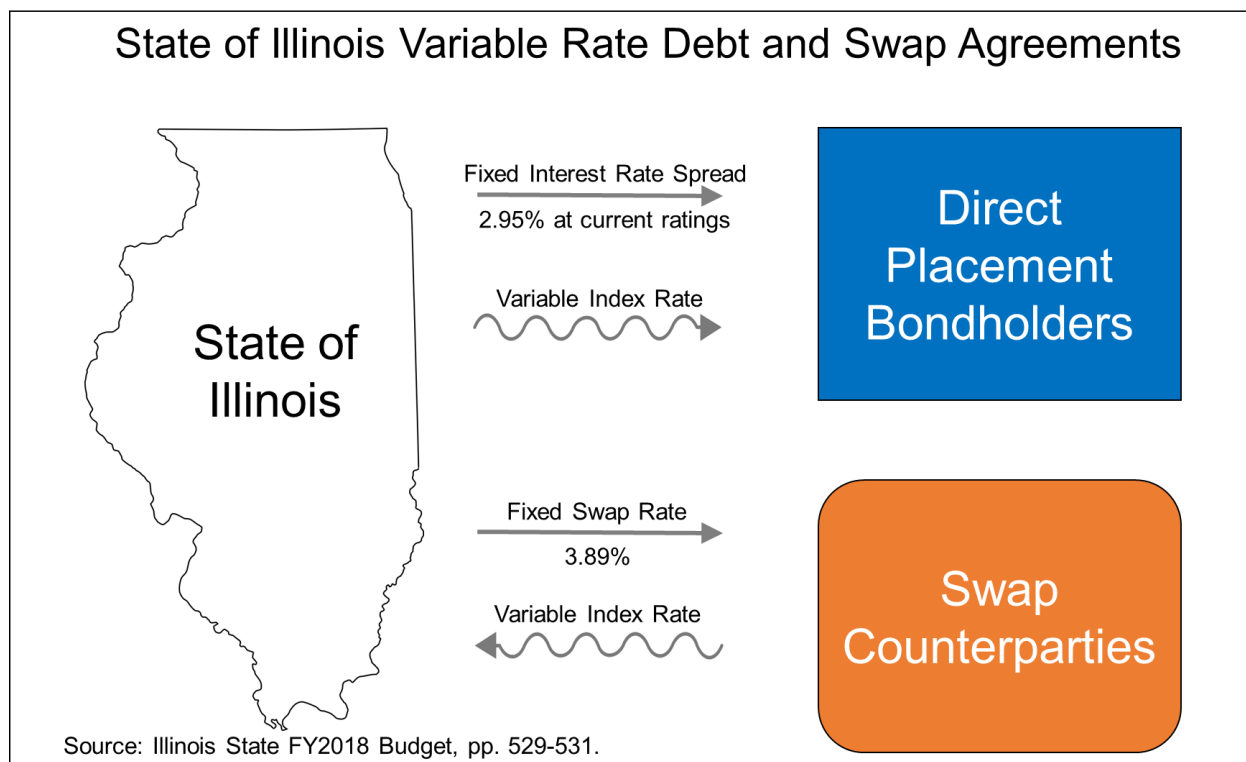 State of Illinois Variable Rate Debt and Swap Agreements
State of
Illinois
Fixed Interest Rate Spread
2.95% at current ratings
Variable Index Rate
Direct
Placement
Bondholders
Fixed Swap Rate
3.89%
Variable Index Rate
Swap
Counterparties
Source: Illinois State FY2018 Budget, pp. 529-531.